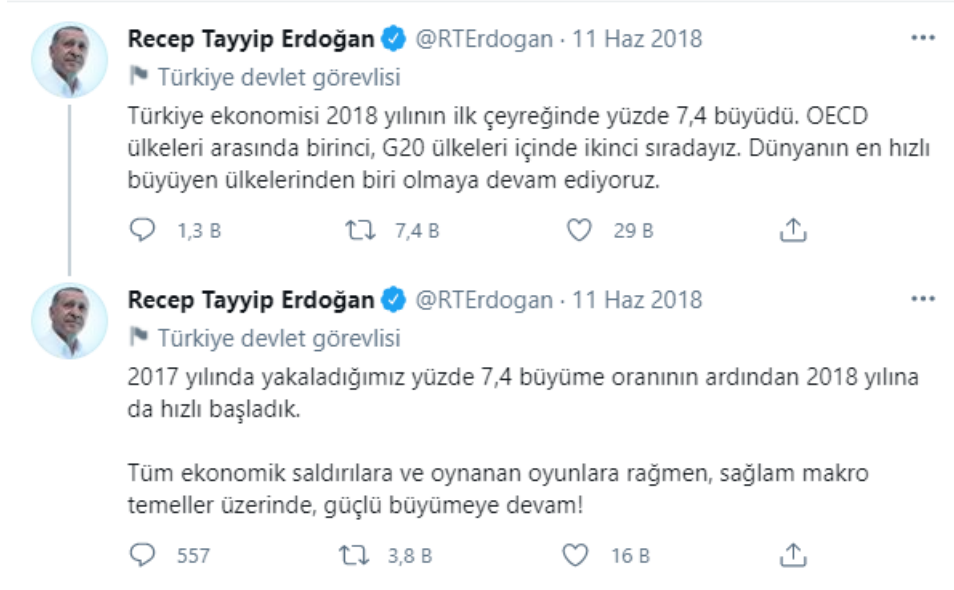 Recep Tayyip Erdoğan @RTErdogan · 11 Haz 2018
Türkiye devlet görevlisi
Türkiye ekonomisi 2018 yılının ilk çeyreğinde yüzde 7,4 büyüdü. OECD
ülkeleri arasında birinci, G20 ülkeleri içinde ikinci sıradayız. Dünyanın en hızlı
büyüyen ülkelerinden biri olmaya devam ediyoruz.
1,3 B 7,4 B 29 B
Recep Tayyip Erdoğan @RTErdogan · 11 Haz 2018
Türkiye devlet görevlisi
2017 yılında yakaladığımız yüzde 7,4 büyüme oranının ardından 2018 yılına
da hızlı başladık.
Tüm ekonomik saldırılara ve oynanan oyunlara rağmen, sağlam makro
temeller üzerinde, güçlü büyümeye devam!
557 3,8 B 16 B